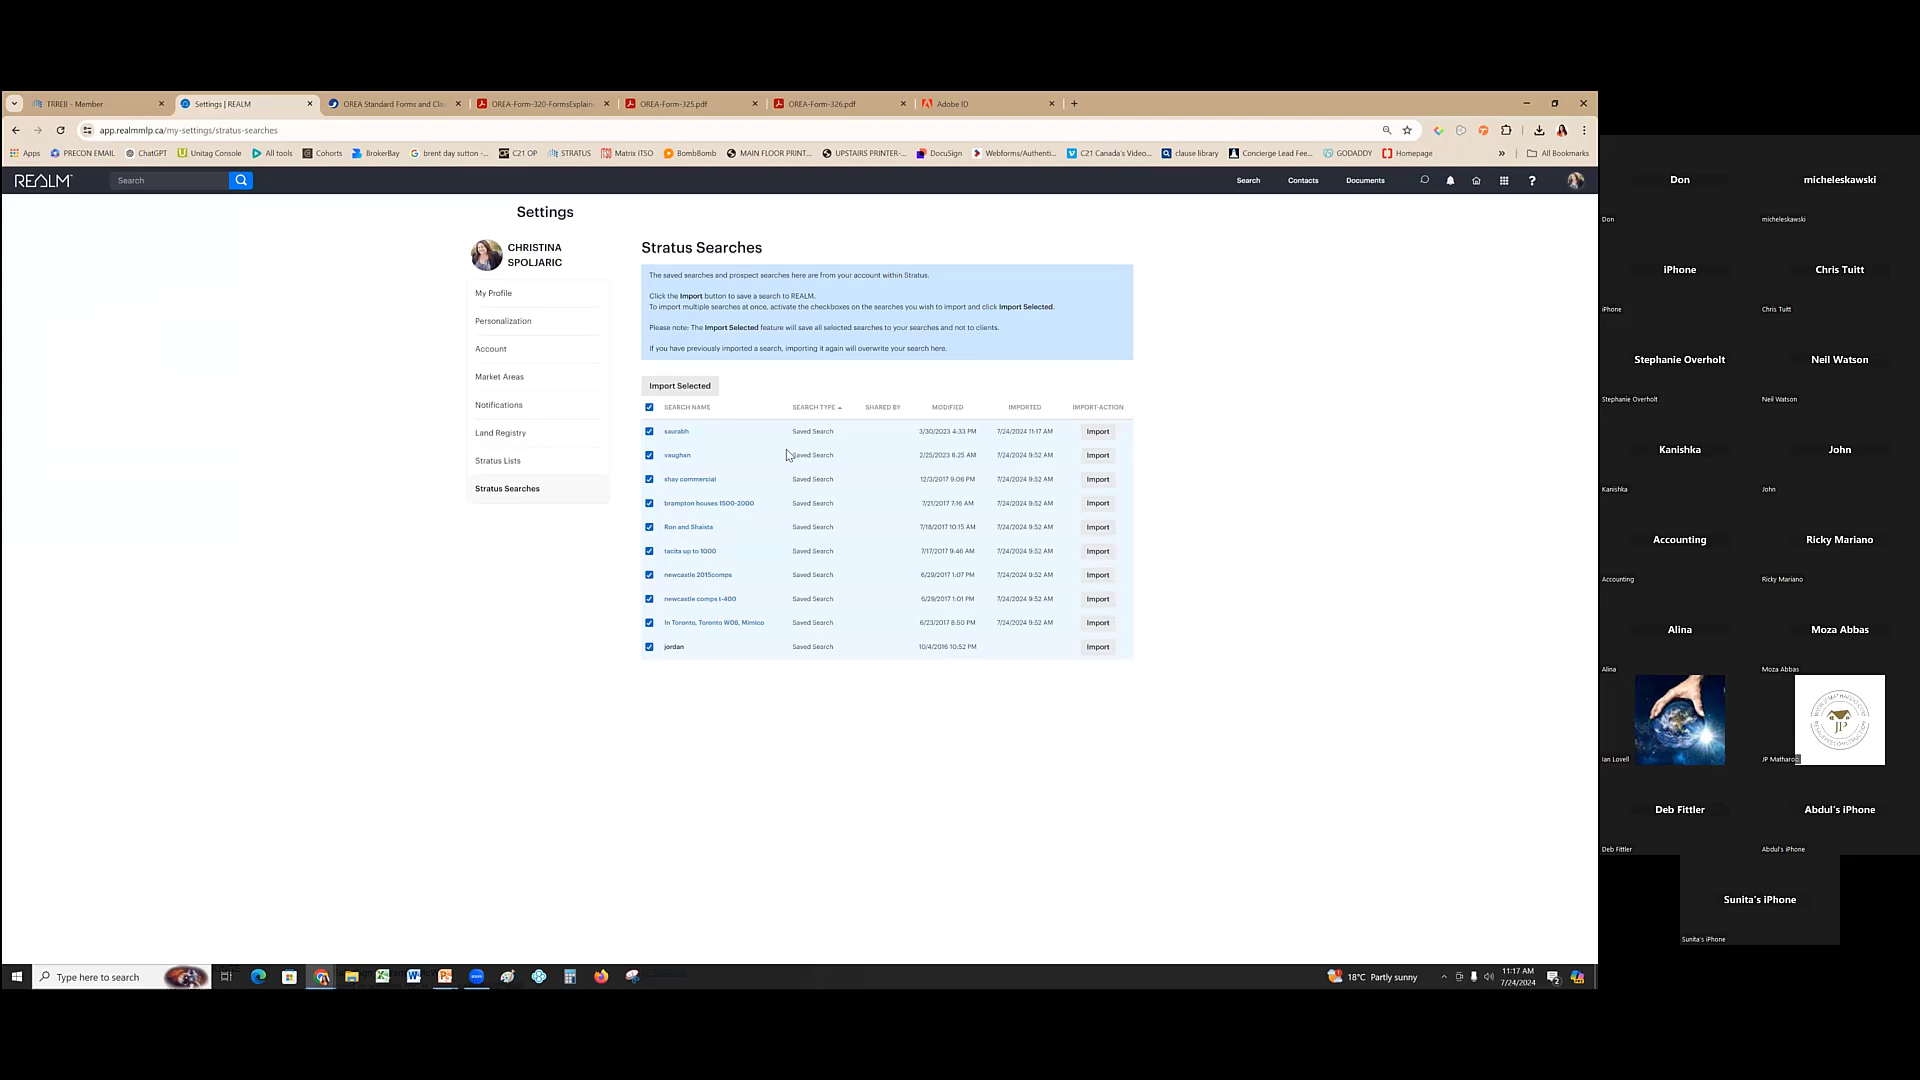 TRREB - Member
Settings | REALM
OREA Standard Forms and Cla
OREA-Form-320-FormsExplain
OREA-Form-325.pdf
OREA-Form-326.pdf
Adobe ID
app.realmmlp.ca/my-settings/stratus-searches
Apps
PRECON EMAIL
ChatGPT
Unitag Console
All tools
Cohorts
BrokerBay
brent day sutton -...
C21 OP
STRATUS
Matrix ITSO
BombBomb
MAIN FLOOR PRINT...
UPSTAIRS PRINTER-...
DocuSign
Webforms/Authenti...
C21 Canada's Video...
clause library
Concierge Lead Fee...
GODADDY
Homepage
All Bookmarks
REALM
Search
Search
Contacts
Documents
Settings
CHRISTINA
SPOLJARIC
My Profile
Personalization
Account
Market Areas
Notifications
Land Registry
Stratus Lists
Stratus Searches
Stratus Searches
The saved searches and prospect searches here are from your account within Stratus.
Click the Import button to save a search to REALM.
To import multiple searches at once, activate the checkboxes on the searches you wish to import and click Import Selected.
Please note: The Import Selected feature will save all selected searches to your searches and not to clients.
If you have previously imported a search, importing it again will overwrite your search here.
Import Selected
SEARCH NAME SEARCH TYPE SHARED BY MODIFIED IMPORTED IMPORT-ACTION
saurabh Saved Search 3/30/2023 4:33 PM 7/24/2024 11:17 AM Import
vaughan Saved Search 2/25/2023 8:25 AM 7/24/2024 9:52 AM Import
shay commercial Saved Search 12/3/2017 9:06 PM 7/24/2024 9:52 AM Import
brampton houses 1500-2000 Saved Search 7/21/2017 7:16 AM 7/24/2024 9:52 AM Import
Ron and Shaista Saved Search 7/18/2017 10:15 AM 7/24/2024 9:52 AM Import
tacita up to 1000 Saved Search 7/17/2017 9:46 AM 7/24/2024 9:52 AM Import
newcastle 2015comps Saved Search 6/29/2017 1:07 PM 7/24/2024 9:52 AM Import
newcastle comps t-400 Saved Search 6/29/2017 1:01 PM 7/24/2024 9:52 AM Import
In Toronto, Toronto W06, Mimico Saved Search 6/23/2017 8:50 PM 7/24/2024 9:52 AM Import
jordan Saved Search 10/4/2016 10:52 PM Import
Type here to search
18°C Partly sunny
11:17 AM
7/24/2024
2
Don
Don
micheleskawski
micheleskawski
iPhone
iPhone
Chris Tuitt
Chris Tuitt
Stephanie Overholt
Stephanie Overholt
Neil Watson
Neil Watson
Kanishka
Kanishka
John
John
Accounting
Accounting
Ricky Mariano
Ricky Mariano
Alina
Alina
Moza Abbas
Moza Abbas
Ian Lovell
JP
JP Matharoo
Deb Fittler
Deb Fittler
Abdul's iPhone
Abdul's iPhone
Sunita's iPhone
Sunita's iPhone